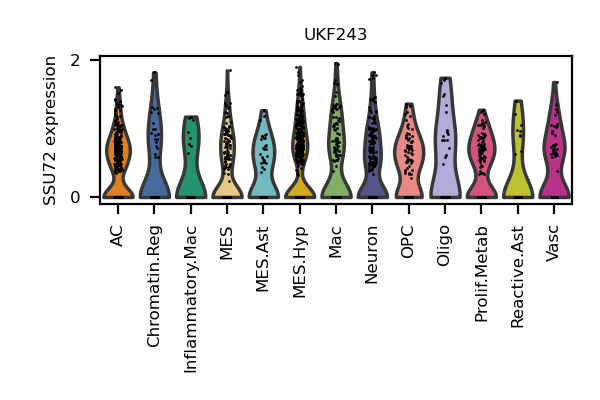 UKF243
SSU72 expression
2
0
AC
Chromatin.Reg
Inflammatory.Mac
MES
MES.Ast
MES.Hyp
Mac
Neuron
OPC
Oligo
Prolif.Metab
Reactive.Ast
Vasc